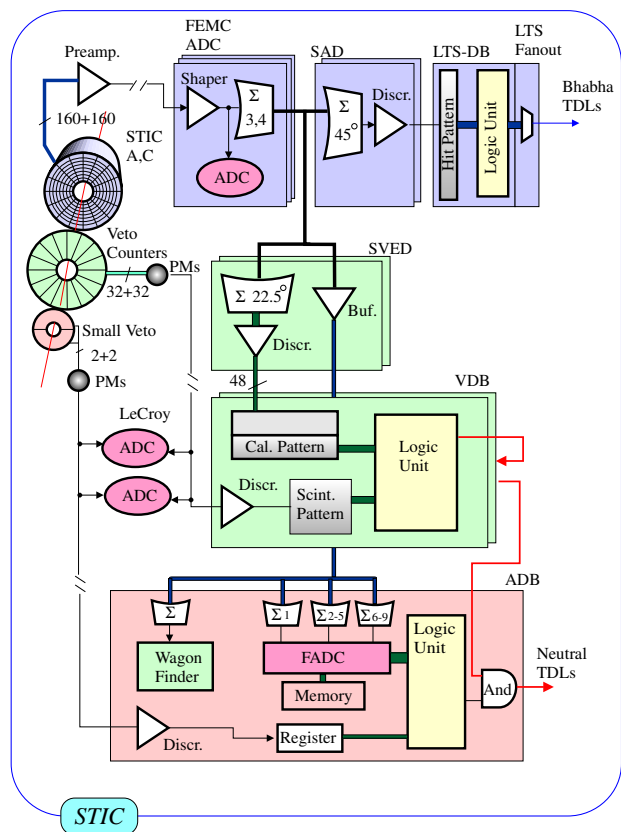 FEMC
ADC
SAD
LTS-DB
LTS
Fanout
Preamp.
Shaper
Σ
3,4
ADC
Σ
45°
Discr.
Hit Pattern
Logic Unit
Bhabha
TDLs
160+160
STIC
A,C
Veto
Counters
32+32
PMs
Small Veto
2+2
PMs
SVED
Σ 22.5°
Buf.
Discr.
48
VDB
LeCroy
ADC
ADC
Cal. Pattern
Logic
Unit
Discr.
Scint.
Pattern
ADB
Σ
Σ 1
Σ 2-5
Σ 6-9
Logic
Unit
Wagon
Finder
FADC
Memory
And
Neutral
TDLs
Discr.
Register
STIC